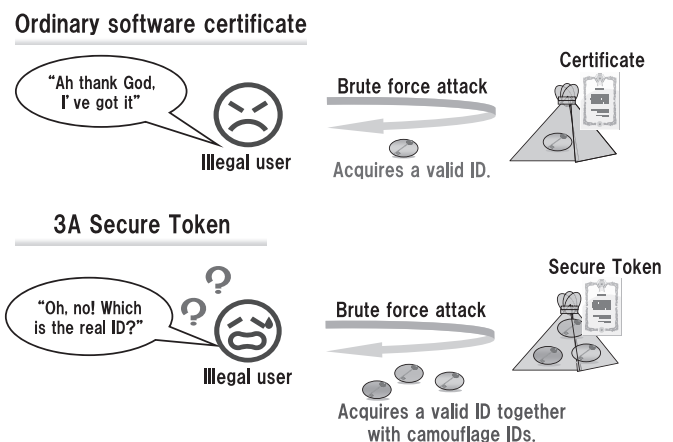 Ordinary software certificate
Certificate
"Ah thank God,
I've got it"
Brute force attack
Illegal user
Acquires a valid ID.
3A Secure Token
Secure Token
"Oh, no! Which
is the real ID?"
? ?
Brute force attack
Illegal user
Acquires a valid ID together
with camouflage IDs.